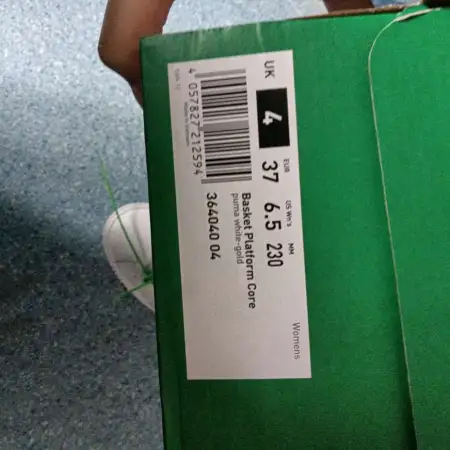 UK EUR US Wn's MM
4 37 6.5 230
4 057827 212594
Basket Platform Core
puma white-gold
364040 04
Womens